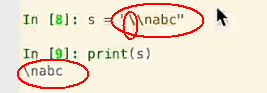 In [8]: s = "\\nabc"
In [9]: print(s)
\nabc